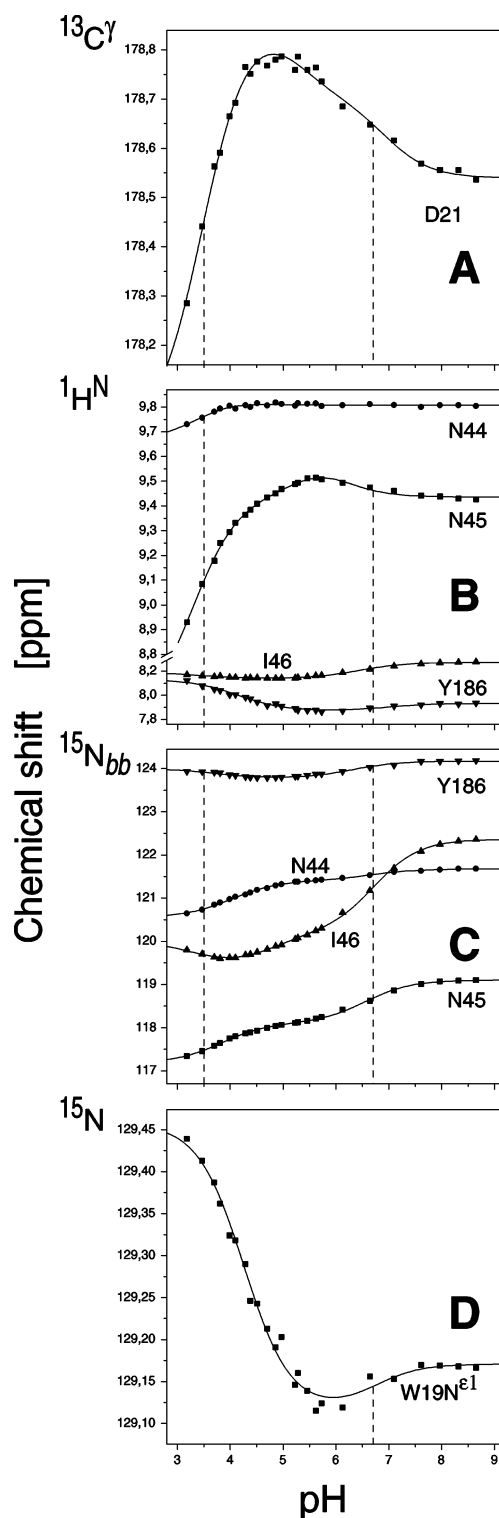 13Cγ
178,8
178,7
178,6
178,5
178,4
178,3
178,2
D21
A
1HN
9,8
9,7
9,6
9,5
9,4
9,3
9,2
9,1
9,0
8,9
8,8
8,2
8,0
7,8
N44
N45
B
I46
Y186
Chemical shift [ppm]
15Nbb
124
123
122
121
120
119
118
117
Y186
N44
I46
C
N45
15N
129,45
129,40
129,35
129,30
129,25
129,20
129,15
129,10
D
W19Nε1
3 4 5 6 7 8 9
pH